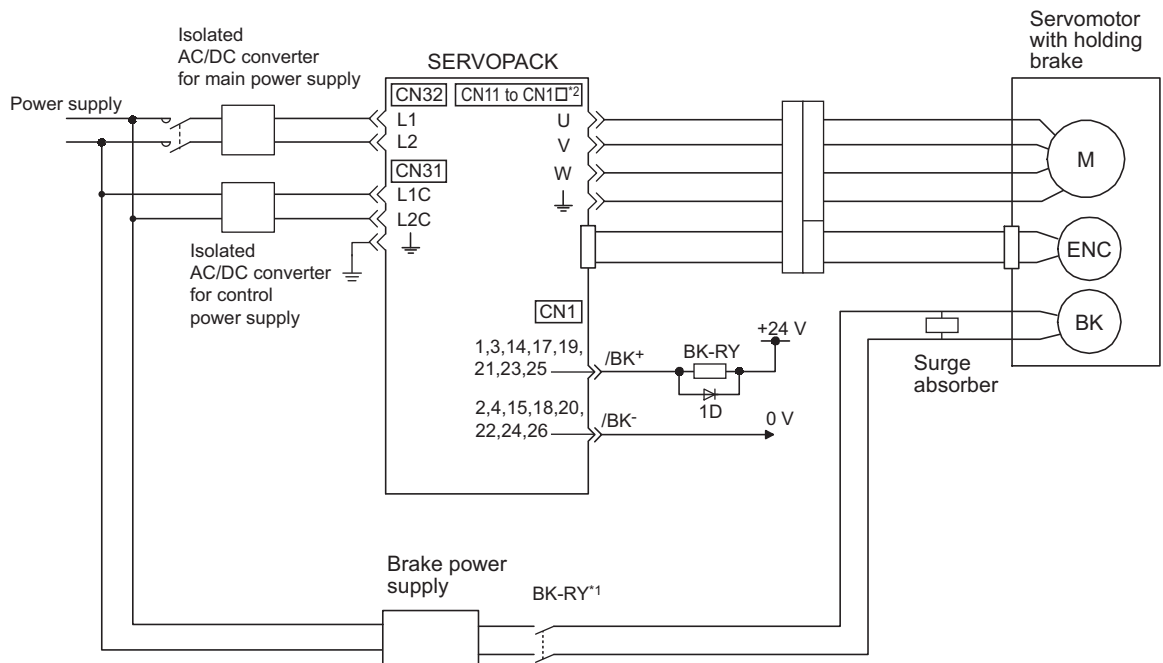 Servomotor
with holding
brake
Isolated
AC/DC converter
for main power supply
SERVOPACK
Power supply
CN32
CN11 to CN1□*2
L1
U
L2
V
M
CN31
W
L1C
L2C
Isolated
AC/DC converter
for control
power supply
ENC
CN1
BK
+24 V
1,3,14,17,19,
21,23,25
/BK+
BK-RY
Surge
absorber
1D
2,4,15,18,20,
22,24,26
/BK-
0 V
Brake power
supply
BK-RY*1